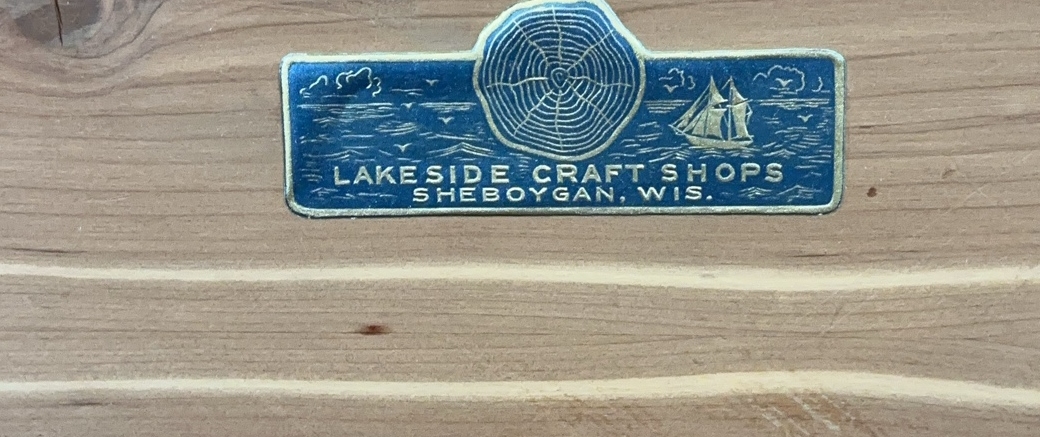 LAKESIDE CRAFT SHOPS
SHEBOYGAN, WIS.